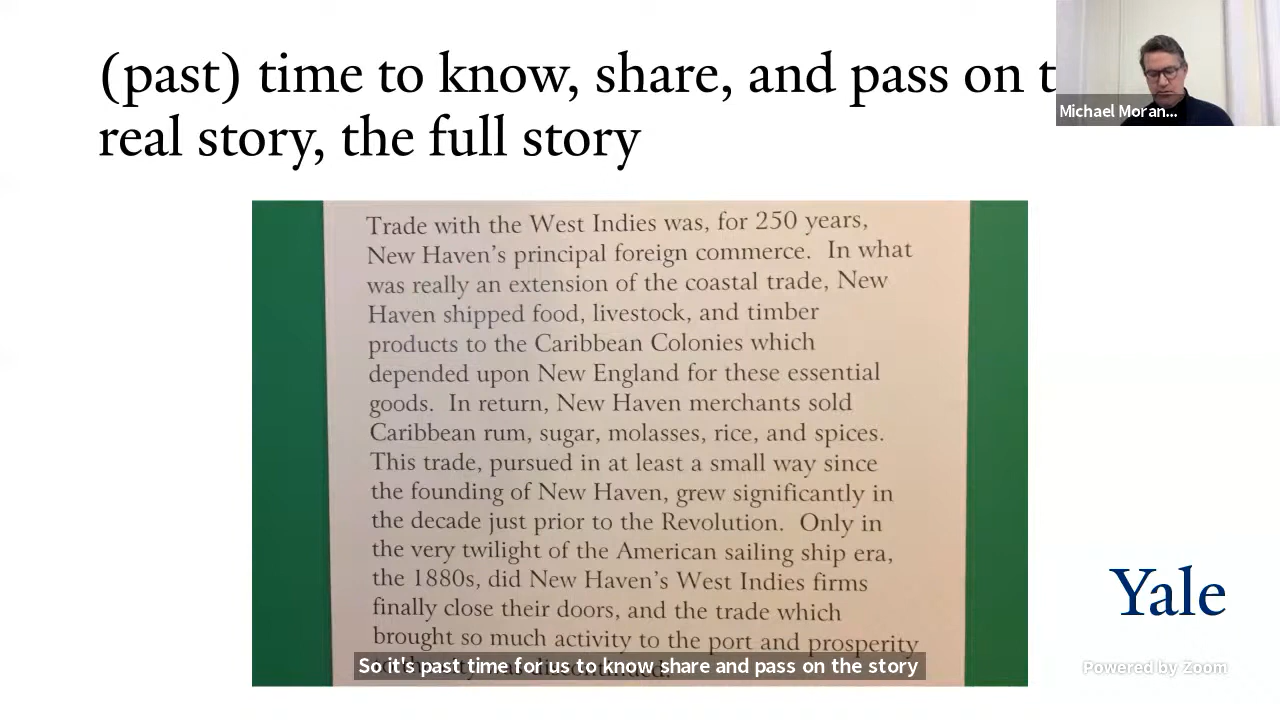 (past) time to know, share, and pass on t
real story, the full story
Michael Moran...
Trade with the West Indies was, for 250 years,
New Haven's principal foreign commerce. In what
was really an extension of the coastal trade, New
Haven shipped food, livestock, and timber
products to the Caribbean Colonies which
depended upon New England for these essential
goods. In return, New Haven merchants sold
Caribbean rum, sugar, molasses, rice, and spices.
This trade, pursued in at least a small way since
the founding of New Haven, grew significantly in
the decade just prior to the Revolution. Only in
the very twilight of the American sailing ship era,
the 1880s, did New Haven's West Indies firms
finally close their doors, and the trade which
brought so much activity to the port and prosperity
So it's past time for us to know share and pass on the story
Yale
Powered by Zoom